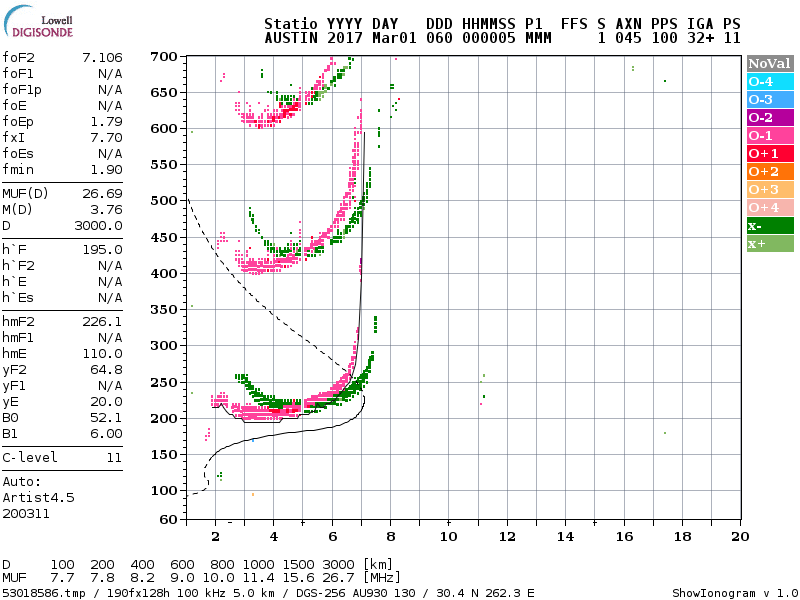 Lowell
DIGISONDE
Statio YYYY DAY DDD HHMMSS P1 FFS S AXN PPS IGA PS
AUSTIN 2017 Mar01 060 000005 MMM 1 045 100 32+ 11
foF2 7.106
foF1 N/A
foF1p N/A
foE N/A
foEp 1.79
fxI 7.70
foEs N/A
fmin 1.90
MUF(D) 26.69
M(D) 3.76
D 3000.0
h`F 195.0
h`F2 N/A
h`E N/A
h`Es N/A
hmF2 226.1
hmF1 N/A
hmE 110.0
yF2 64.8
yF1 N/A
yE 20.0
B0 52.1
B1 6.00
C-level 11
Auto:
Artist4.5
200311
700
650
600
550
500
450
400
350
300
250
200
150
100
60
2 4 6 8 10 12 14 16 18 20
NoVal
O-4
O-3
O-2
O-1
O+1
O+2
O+3
O+4
X-
X+
D 100 200 400 600 800 1000 1500 3000 [km]
MUF 7.7 7.8 8.2 9.0 10.0 11.4 15.6 26.7 [MHz]
53018586.tmp / 190fx128h 100 kHz 5.0 km / DGS-256 AU930 130 / 30.4 N 262.3 E
ShowIonogram v 1.0